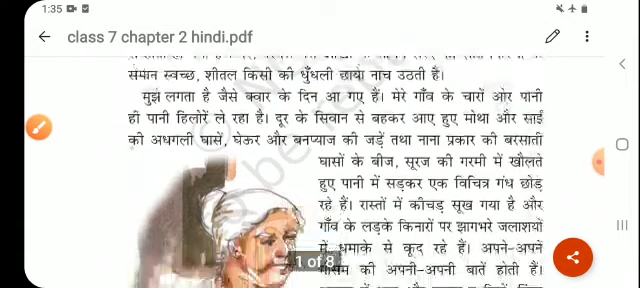 1:35
class 7 chapter 2 hindi.pdf
समान स्वच्छ, शीतल किसी की धुँधली छाया नाच उठती है।
मुझे लगता है जैसे क्वार के दिन आ गए हैं। मेरे गाँव के चारों ओर पानी
ही पानी हिलोरें ले रहा है। दूर के सिवान से बहकर आए हुए मोथा और साईं
की अधगली घासें, घेऊर और बनप्याज की जड़ें तथा नाना प्रकार की बरसाती
घासों के बीज, सूरज की गरमी में खौलते
हुए पानी में सड़कर एक विचित्र गंध छोड़
रहे हैं। रास्तों में कीचड़ सूख गया है और
गाँव के लड़के किनारों पर झागभरे जलाशयों
में धमाके से कूद रहे हैं। अपने-अपने
1 of 8
मौसम की अपनी-अपनी बातें होती हैं।